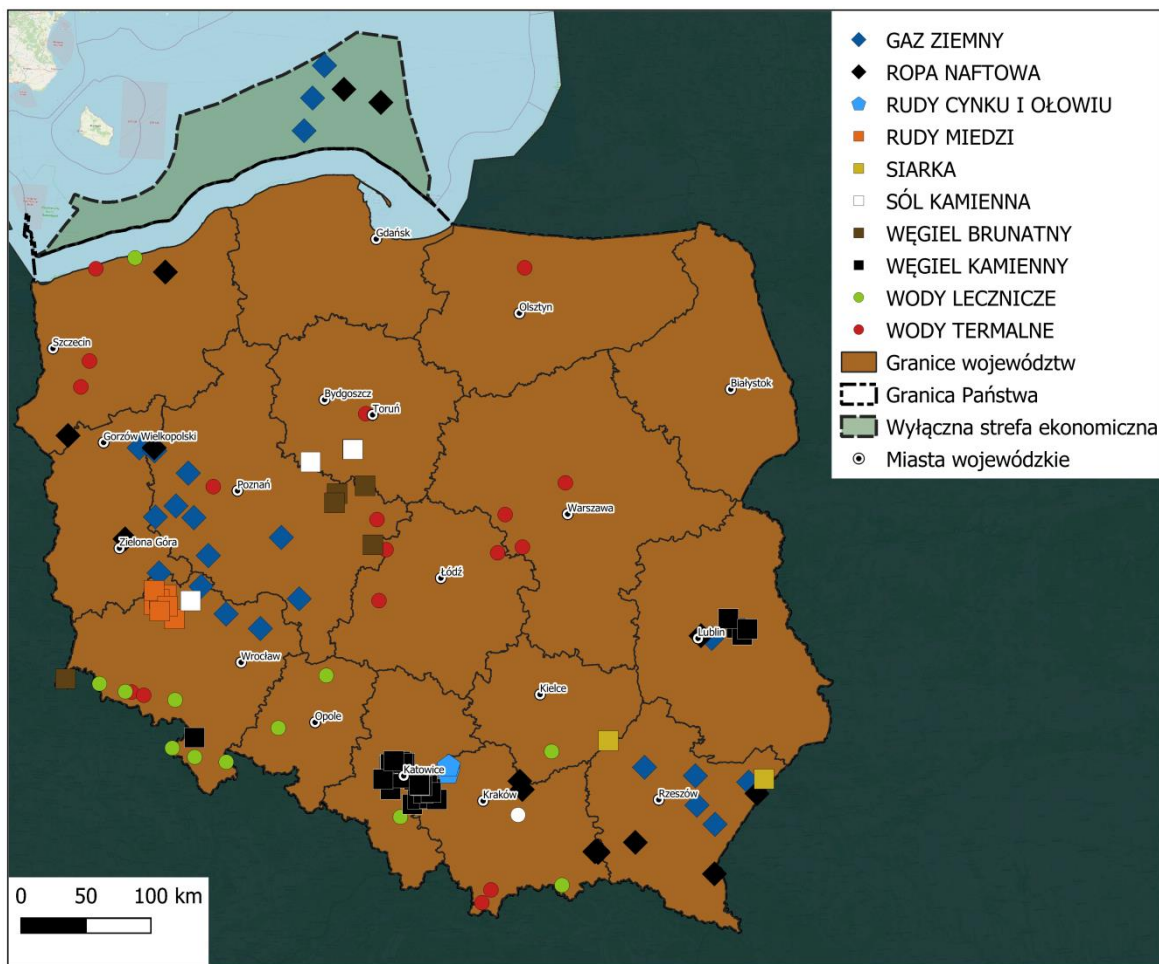 GAZ ZIEMNY
ROPA NAFTOWA
RUDY CYNKU I OŁOWIU
RUDY MIEDZI
SIARKA
SÓL KAMIENNA
WĘGIEL BRUNATNY
WĘGIEL KAMIENNY
WODY LECZNICZE
WODY TERMALNE
Granice województw
Granica Państwa
Wyłączna strefa ekonomiczna
Miasta wojewódzkie
Gdańsk
Olsztyn
Szczecin
Białystok
Bydgoszcz
Toruń
Gorzów Wielkopolski
Poznań
Warszawa
Zielona Góra
Łódź
Lublin
Wrocław
Kielce
Opole
Katowice
Kraków
Rzeszów
0 50 100 km